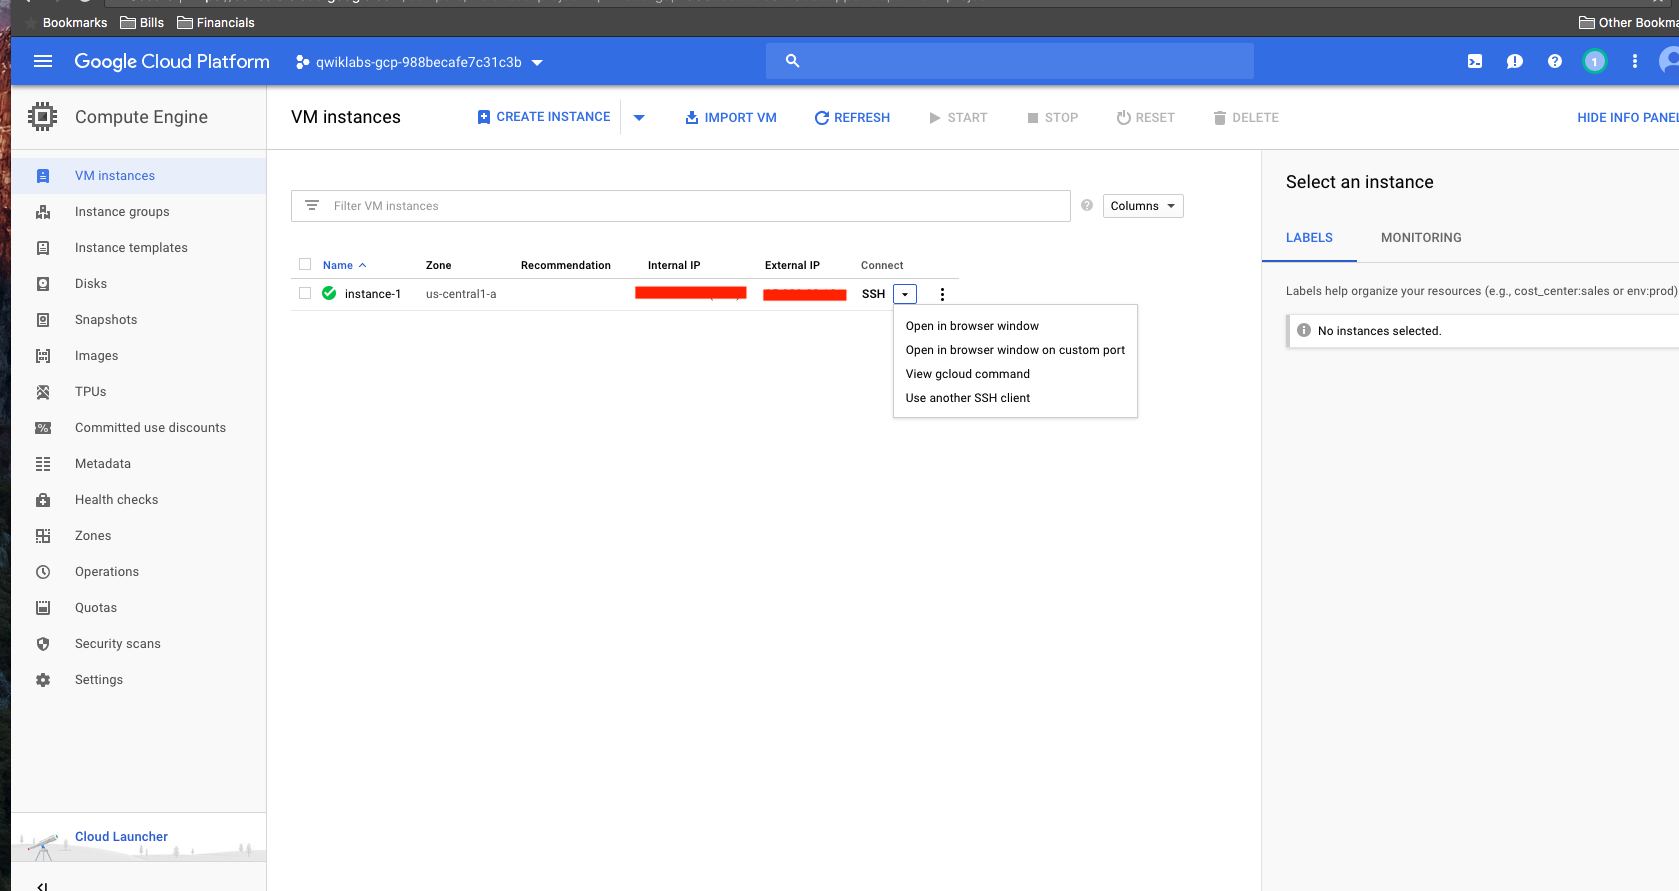 Bookmarks Bills Financials Other Bookma
Google Cloud Platform qwiklabs-gcp-988becafe7c31c3b 1
Compute Engine
VM instances CREATE INSTANCE IMPORT VM REFRESH START STOP RESET DELETE HIDE INFO PANEL
VM instances
Instance groups
Instance templates
Disks
Snapshots
Images
TPUs
Committed use discounts
Metadata
Health checks
Zones
Operations
Quotas
Security scans
Settings
Cloud Launcher
Filter VM instances Columns
Name Zone Recommendation Internal IP External IP Connect
instance-1 us-central1-a SSH
Open in browser window
Open in browser window on custom port
View gcloud command
Use another SSH client
Select an instance
LABELS MONITORING
Labels help organize your resources (e.g., cost_center:sales or env:prod)
No instances selected.